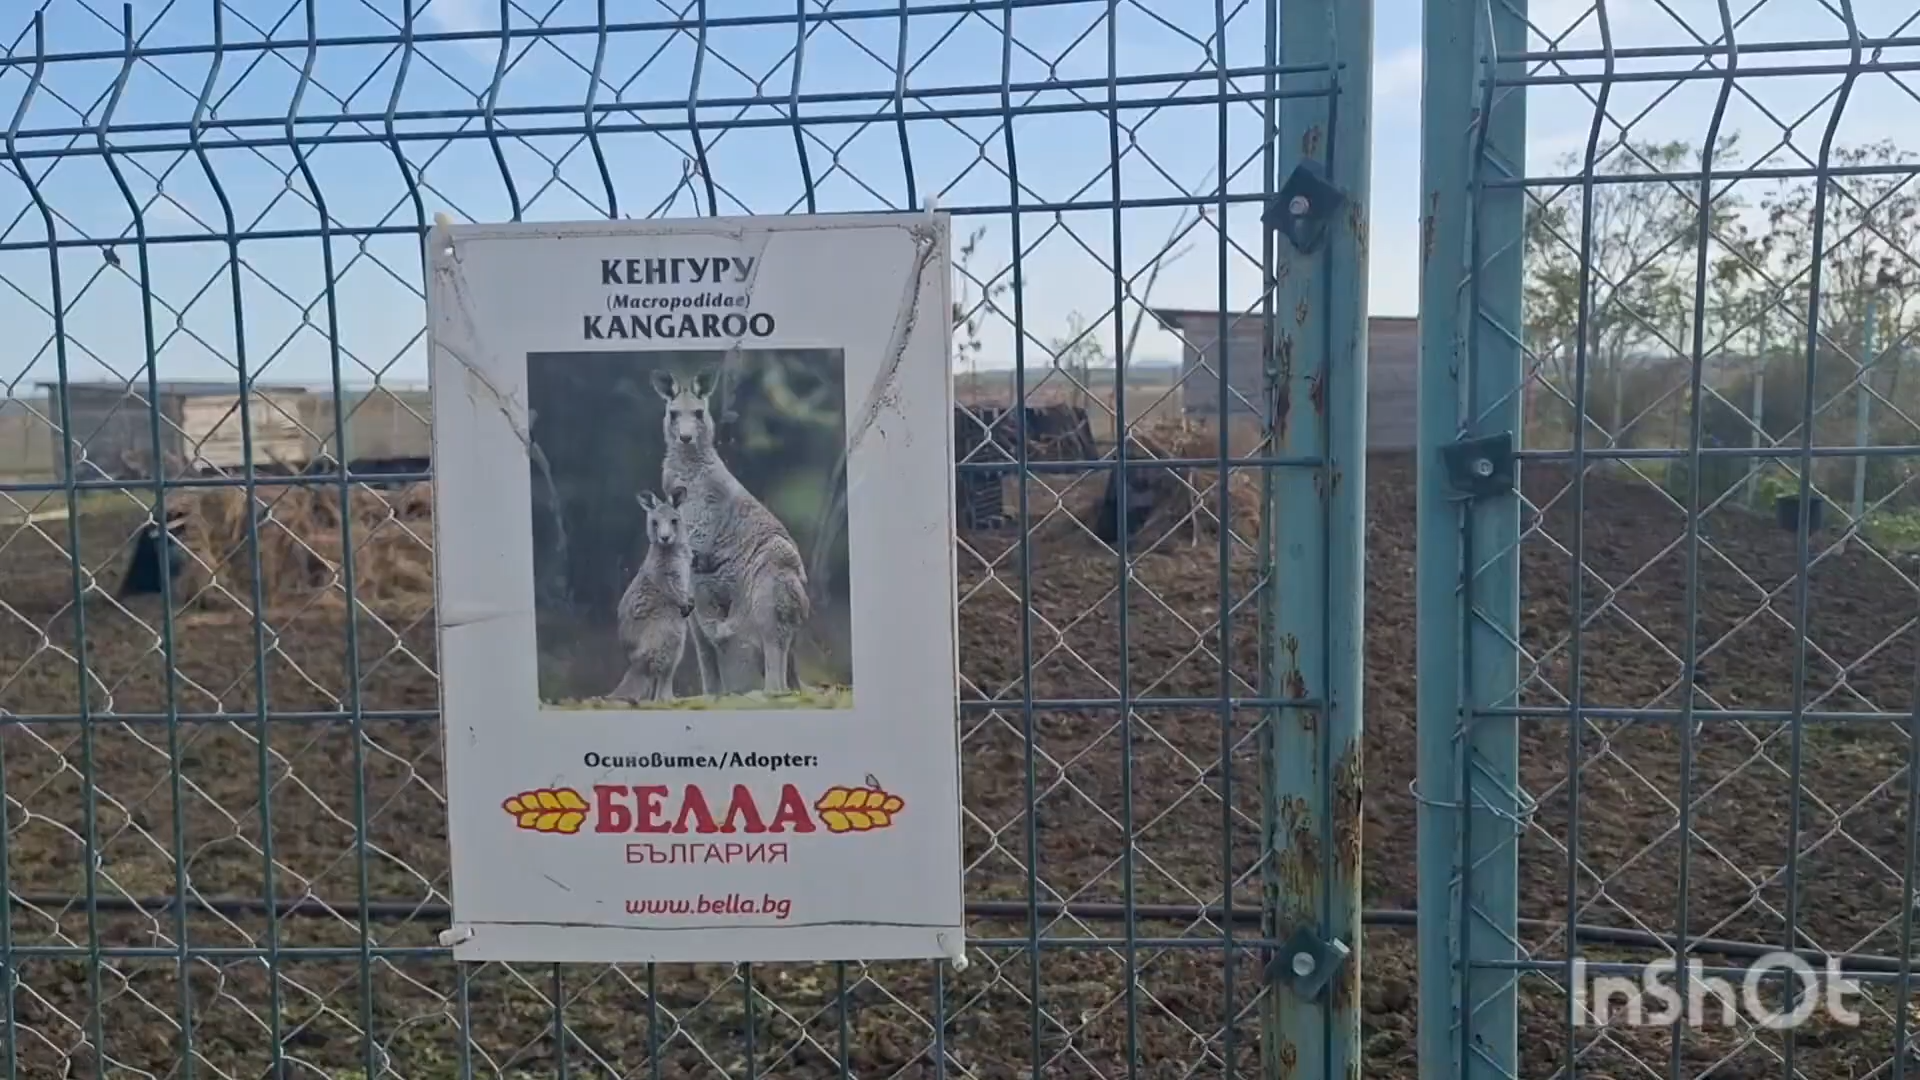 КЕНГУРУ
(Macropodidae)
KANGAROO
Осиновител/Adopter:
БЕЛЛА
БЪЛГАРИЯ
www.bella.bg
InShOt